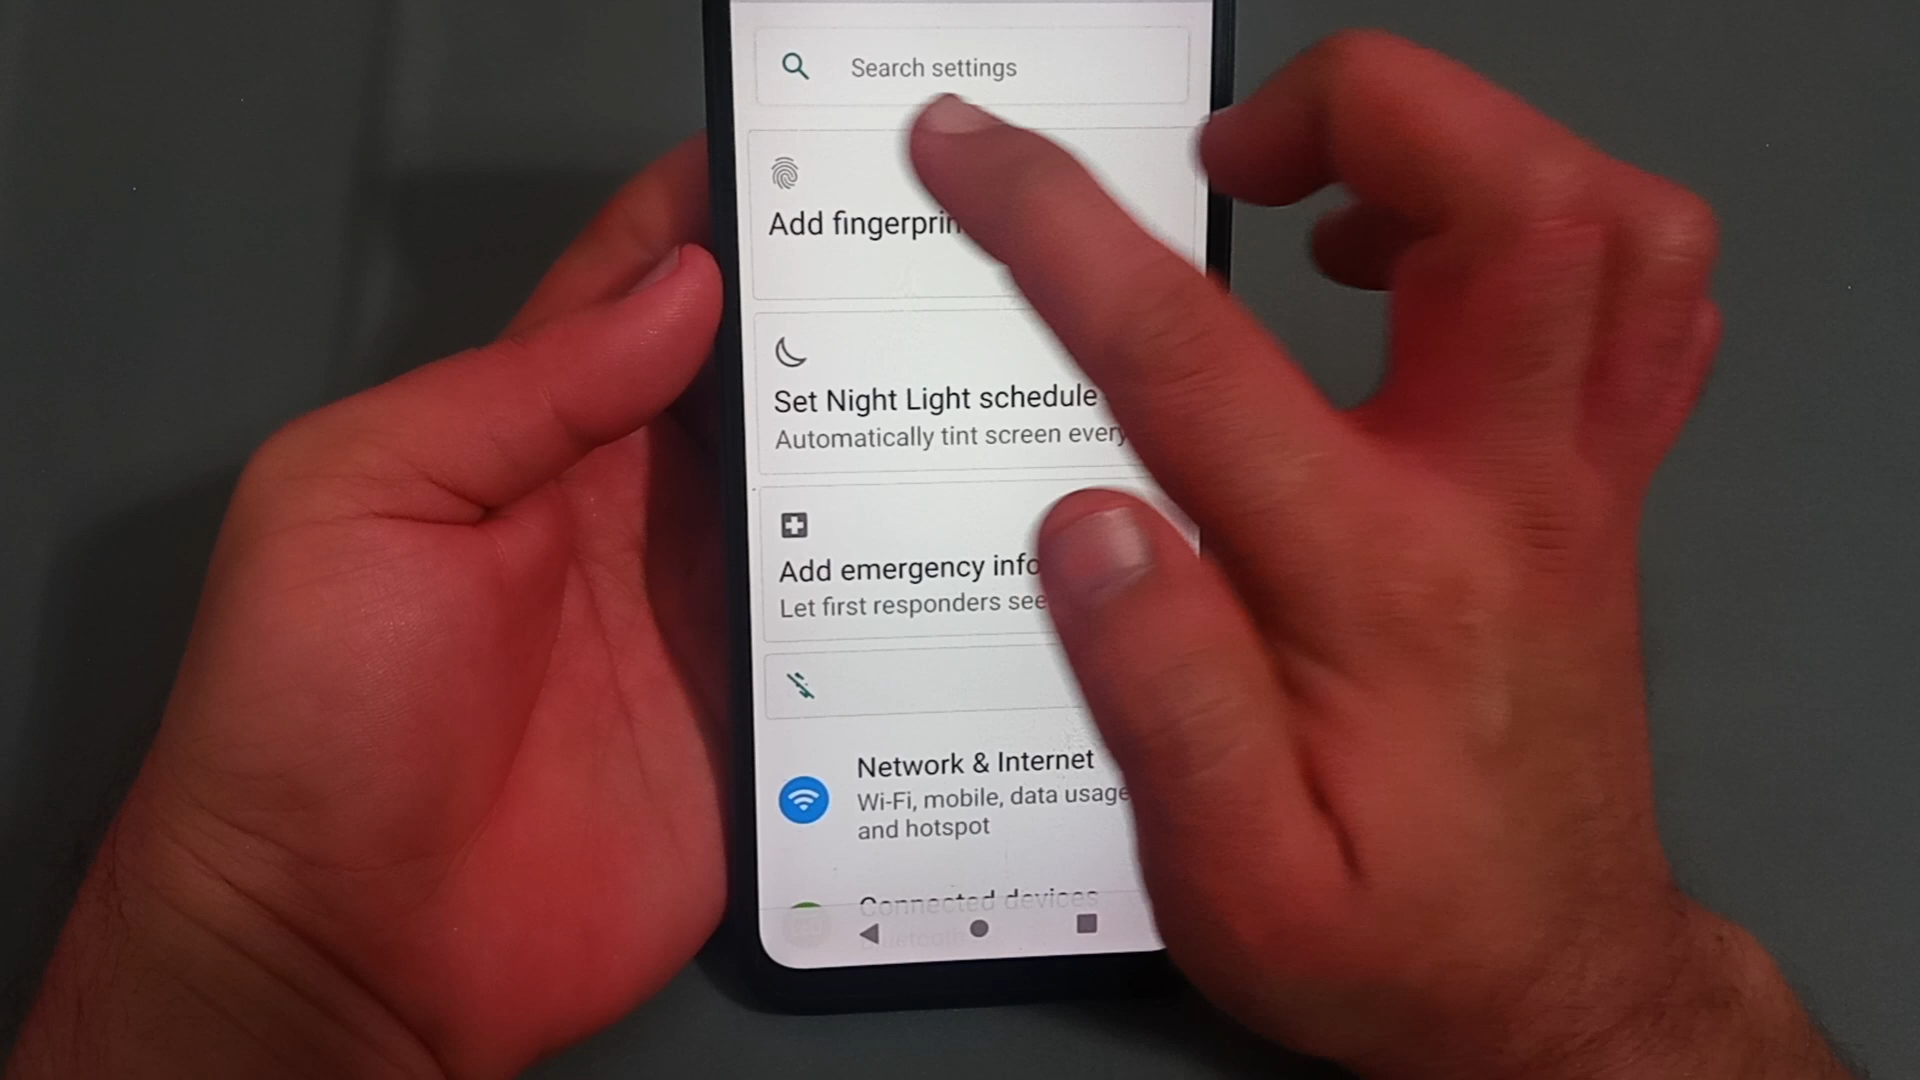 Search settings
Add fingerprin
Set Night Light schedule
Automatically tint screen every
Add emergency info
Let first responders see
Network & Internet
Wi-Fi, mobile, data usage
and hotspot
Connected devices